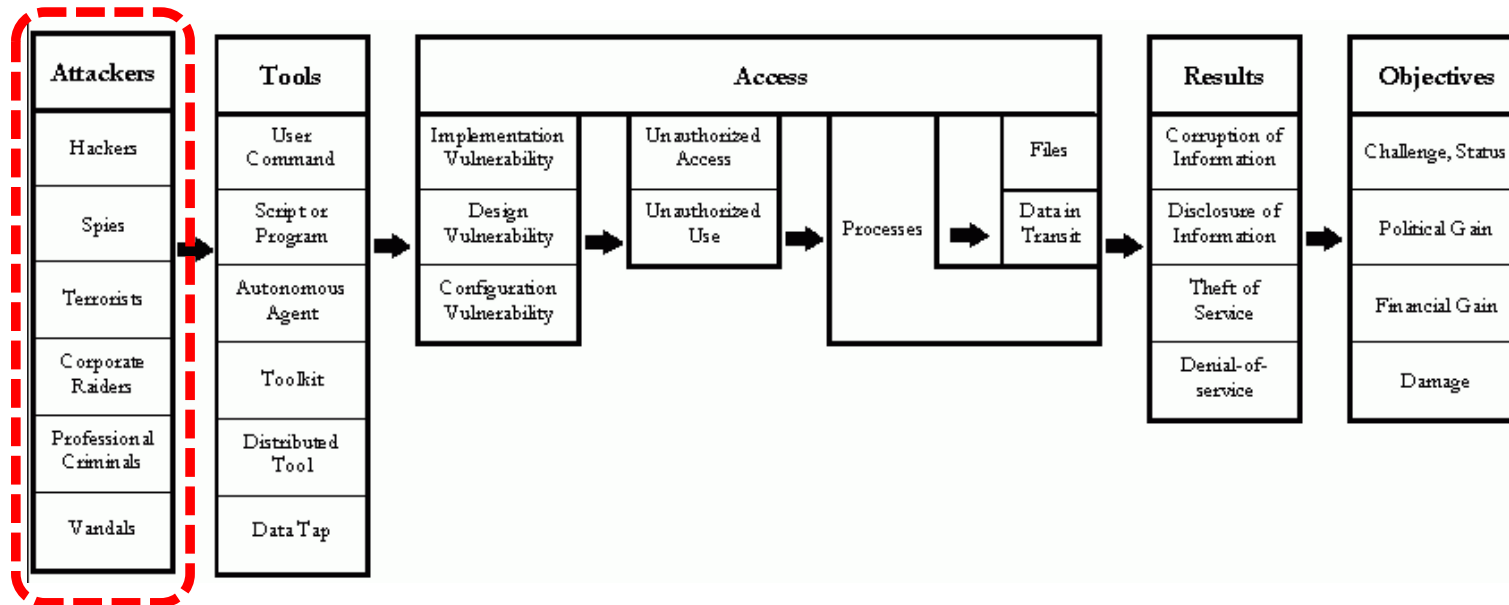 Attackers
Hackers
Spies
Terrorists
Corporate
Raiders
Professional
Criminals
Vandals
Tools
User
Command
Script or
Program
Autonomous
Agent
Toolkit
Distributed
Tool
Data Tap
Access
Implementation
Vulnerability
Design
Vulnerability
Configuration
Vulnerability
Unauthorized
Access
Unauthorized
Use
Processes
Files
Data in
Transit
Results
Corruption of
Information
Disclosure of
Information
Theft of
Service
Denial-of-
service
Objectives
Challenge, Status
Political Gain
Financial Gain
Damage